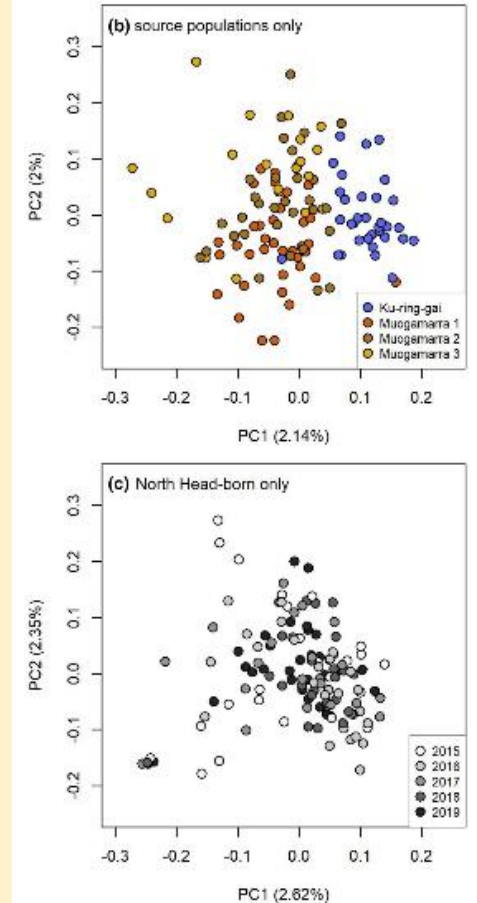 (b) source populations only
0.3
0.2
0.1
0.0
-0.1
-0.2
PC2 (2%)
Ku-ring-gai
Muogamarra 1
Muogamarra 2
Muogamarra 3
-0.3 -0.2 -0.1 0.0 0.1 0.2
PC1 (2.14%)
(c) North Head-born only
0.3
0.2
0.1
0.0
-0.1
-0.2
PC2 (2.35%)
2015
2016
2017
2018
2019
-0.3 -0.2 -0.1 0.0 0.1 0.2
PC1 (2.62%)